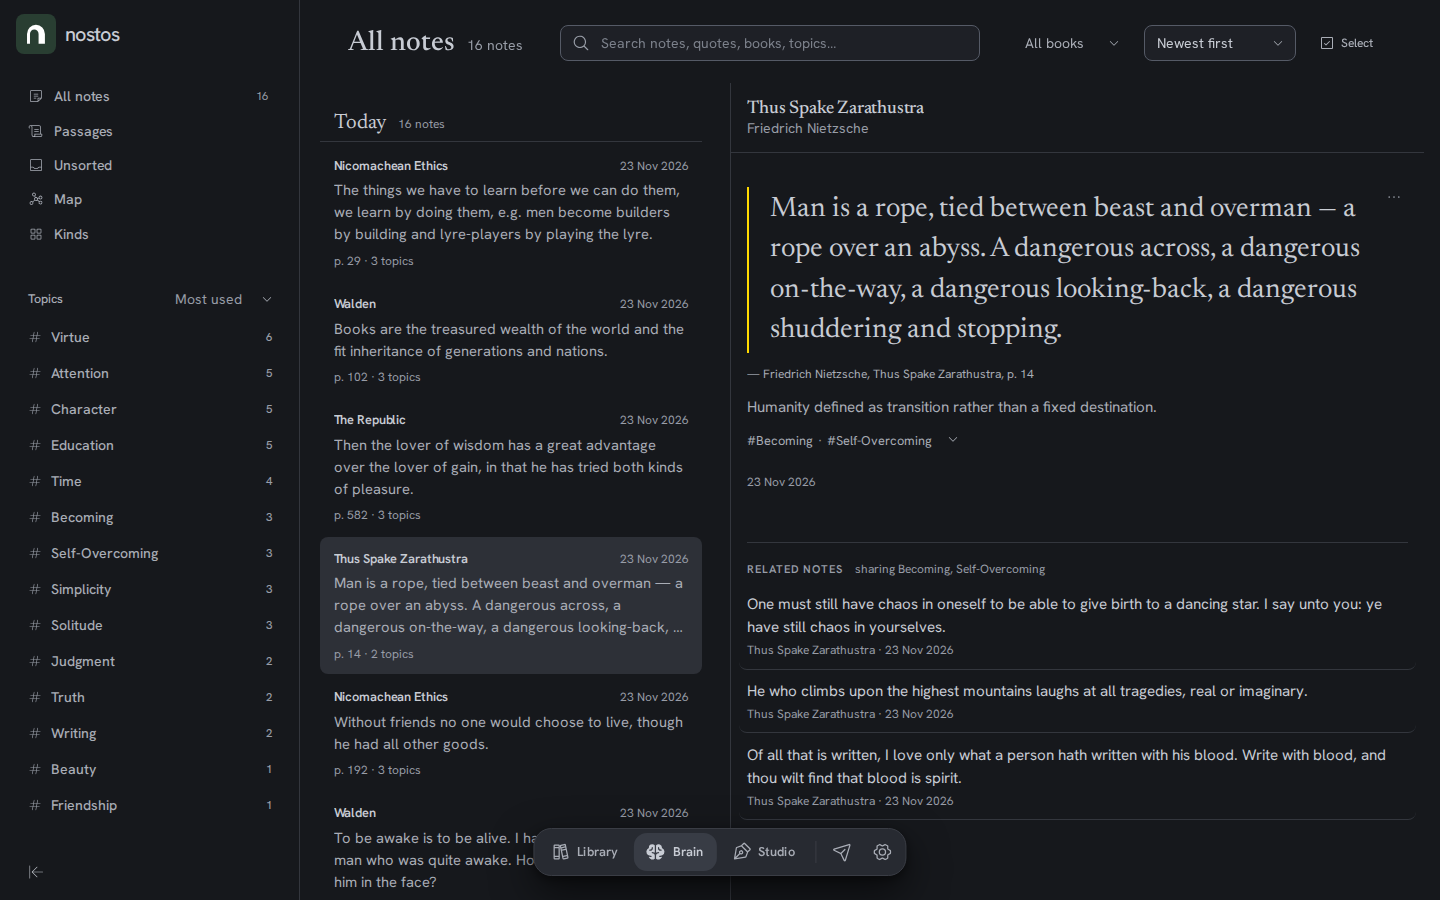 nostos
All notes 16
Passages
Unsorted
Map
Kinds
Topics Most used
# Virtue 6
# Attention 5
# Character 5
# Education 5
# Time 4
# Becoming 3
# Self-Overcoming 3
# Simplicity 3
# Solitude 3
# Judgment 2
# Truth 2
# Writing 2
# Beauty 1
# Friendship 1
All notes 16 notes
Search notes, quotes, books, topics...
All books
Newest first
Select
Today 16 notes
Nicomachean Ethics 23 Nov 2026
The things we have to learn before we can do them,
we learn by doing them, e.g. men become builders
by building and lyre-players by playing the lyre.
p. 29 · 3 topics
Walden 23 Nov 2026
Books are the treasured wealth of the world and the
fit inheritance of generations and nations.
p. 102 · 3 topics
The Republic 23 Nov 2026
Then the lover of wisdom has a great advantage
over the lover of gain, in that he has tried both kinds
of pleasure.
p. 582 · 3 topics
Thus Spake Zarathustra 23 Nov 2026
Man is a rope, tied between beast and overman — a
rope over an abyss. A dangerous across, a
dangerous on-the-way, a dangerous looking-back, ...
p. 14 · 2 topics
Nicomachean Ethics 23 Nov 2026
Without friends no one would choose to live, though
he had all other goods.
p. 192 · 3 topics
Walden 23 Nov 2026
To be awake is to be alive. I ha
man who was quite awake. Ho
him in the face?
Thus Spake Zarathustra
Friedrich Nietzsche
Man is a rope, tied between beast and overman — a
rope over an abyss. A dangerous across, a dangerous
on-the-way, a dangerous looking-back, a dangerous
shuddering and stopping.
— Friedrich Nietzsche, Thus Spake Zarathustra, p. 14
Humanity defined as transition rather than a fixed destination.
#Becoming · #Self-Overcoming
23 Nov 2026
RELATED NOTES sharing Becoming, Self-Overcoming
One must still have chaos in oneself to be able to give birth to a dancing star. I say unto you: ye
have still chaos in yourselves.
Thus Spake Zarathustra · 23 Nov 2026
He who climbs upon the highest mountains laughs at all tragedies, real or imaginary.
Thus Spake Zarathustra · 23 Nov 2026
Of all that is written, I love only what a person hath written with his blood. Write with blood, and
thou wilt find that blood is spirit.
Thus Spake Zarathustra · 23 Nov 2026
Library
Brain
Studio